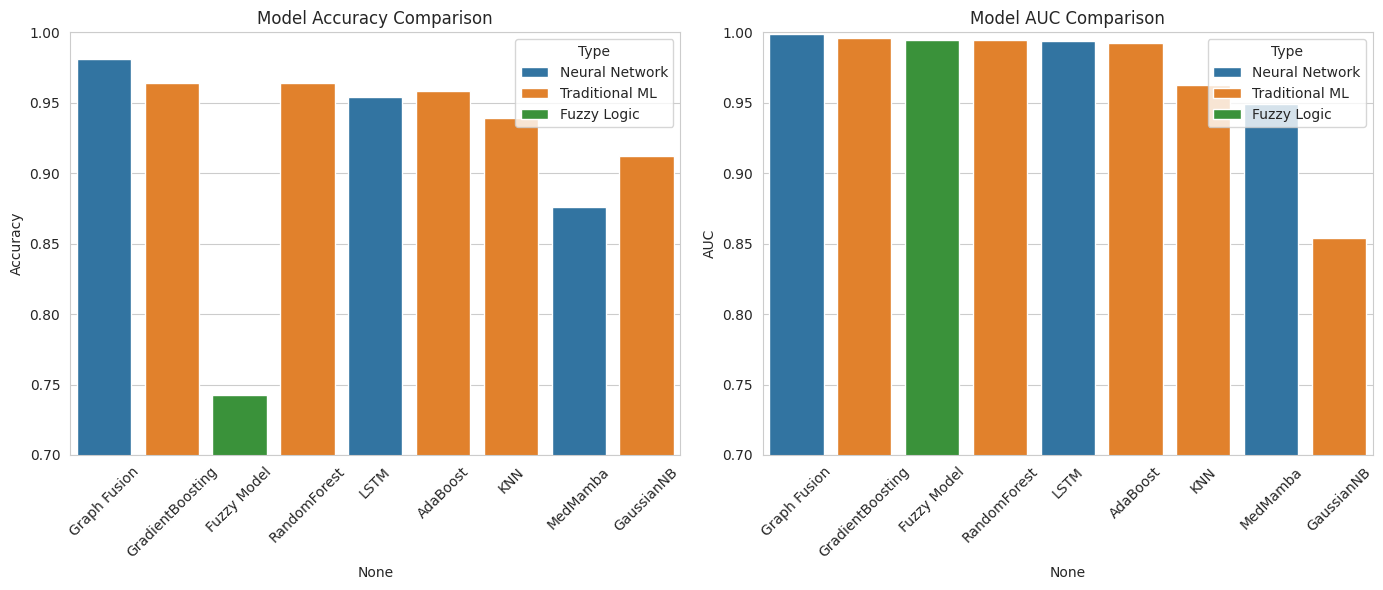 Model Accuracy Comparison
1.00
0.95
0.90
0.85
0.80
0.75
0.70
Accuracy
Type
Neural Network
Traditional ML
Fuzzy Logic
Graph Fusion
GradientBoosting
Fuzzy Model
RandomForest
LSTM
AdaBoost
KNN
MedMamba
GaussianNB
None
Model AUC Comparison
1.00
0.95
0.90
0.85
0.80
0.75
0.70
AUC
Type
Neural Network
Traditional ML
Fuzzy Logic
Graph Fusion
GradientBoosting
Fuzzy Model
RandomForest
LSTM
AdaBoost
KNN
MedMamba
GaussianNB
None